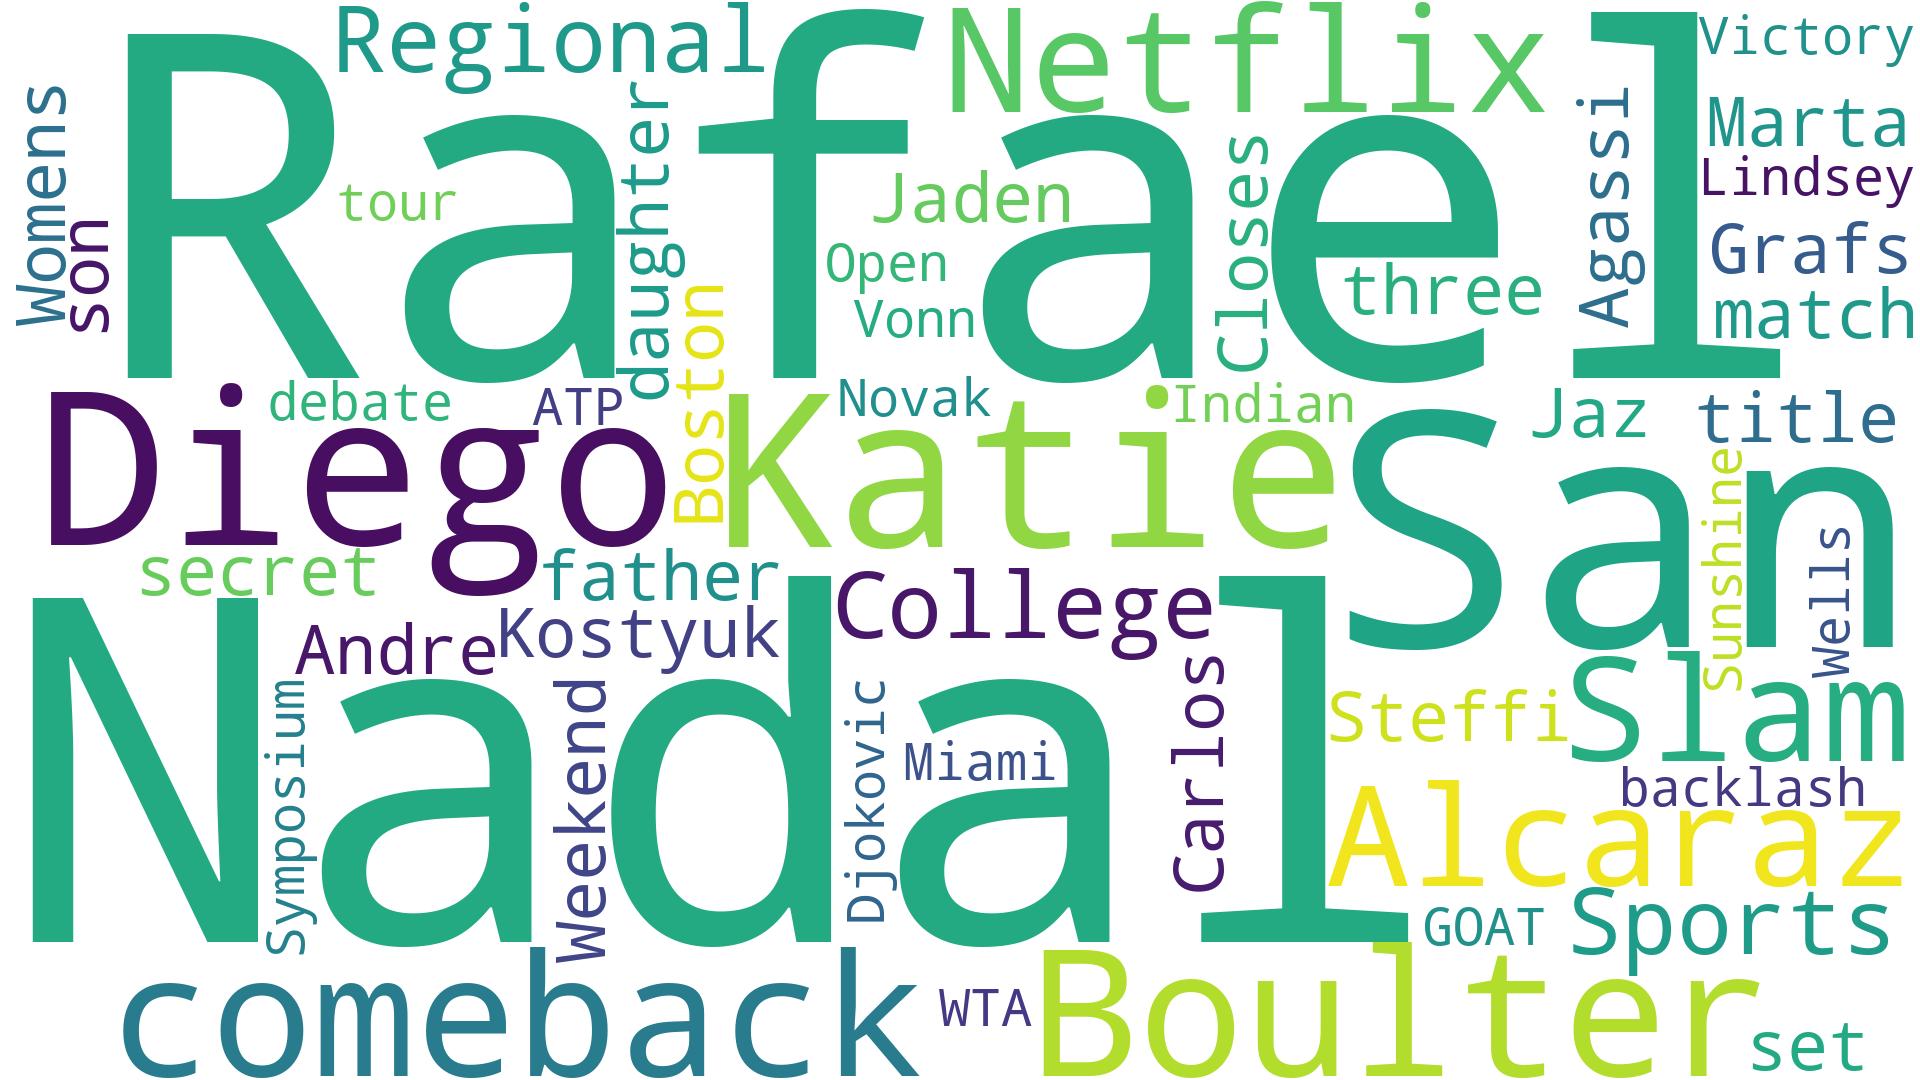 Regional
Netflix
Victory
Womens
son
Rafael
tour
daughter
Jaden
Open
Vonn
Closes
three
Agassi
Marta
Lindsey
Grafs
match
Diego
debate
ATP
Boston
Katie
Novak
Indian
San
Jaz
title
Sunshine
Wells
secret
father
Andre
Kostyuk
College
Nadal
Symposium
Weekend
Djokovic
Miami
Carlos
Steffi
Slam
backlash
Alcaraz
GOAT
Sports
comeback
WTA
Boulter
set